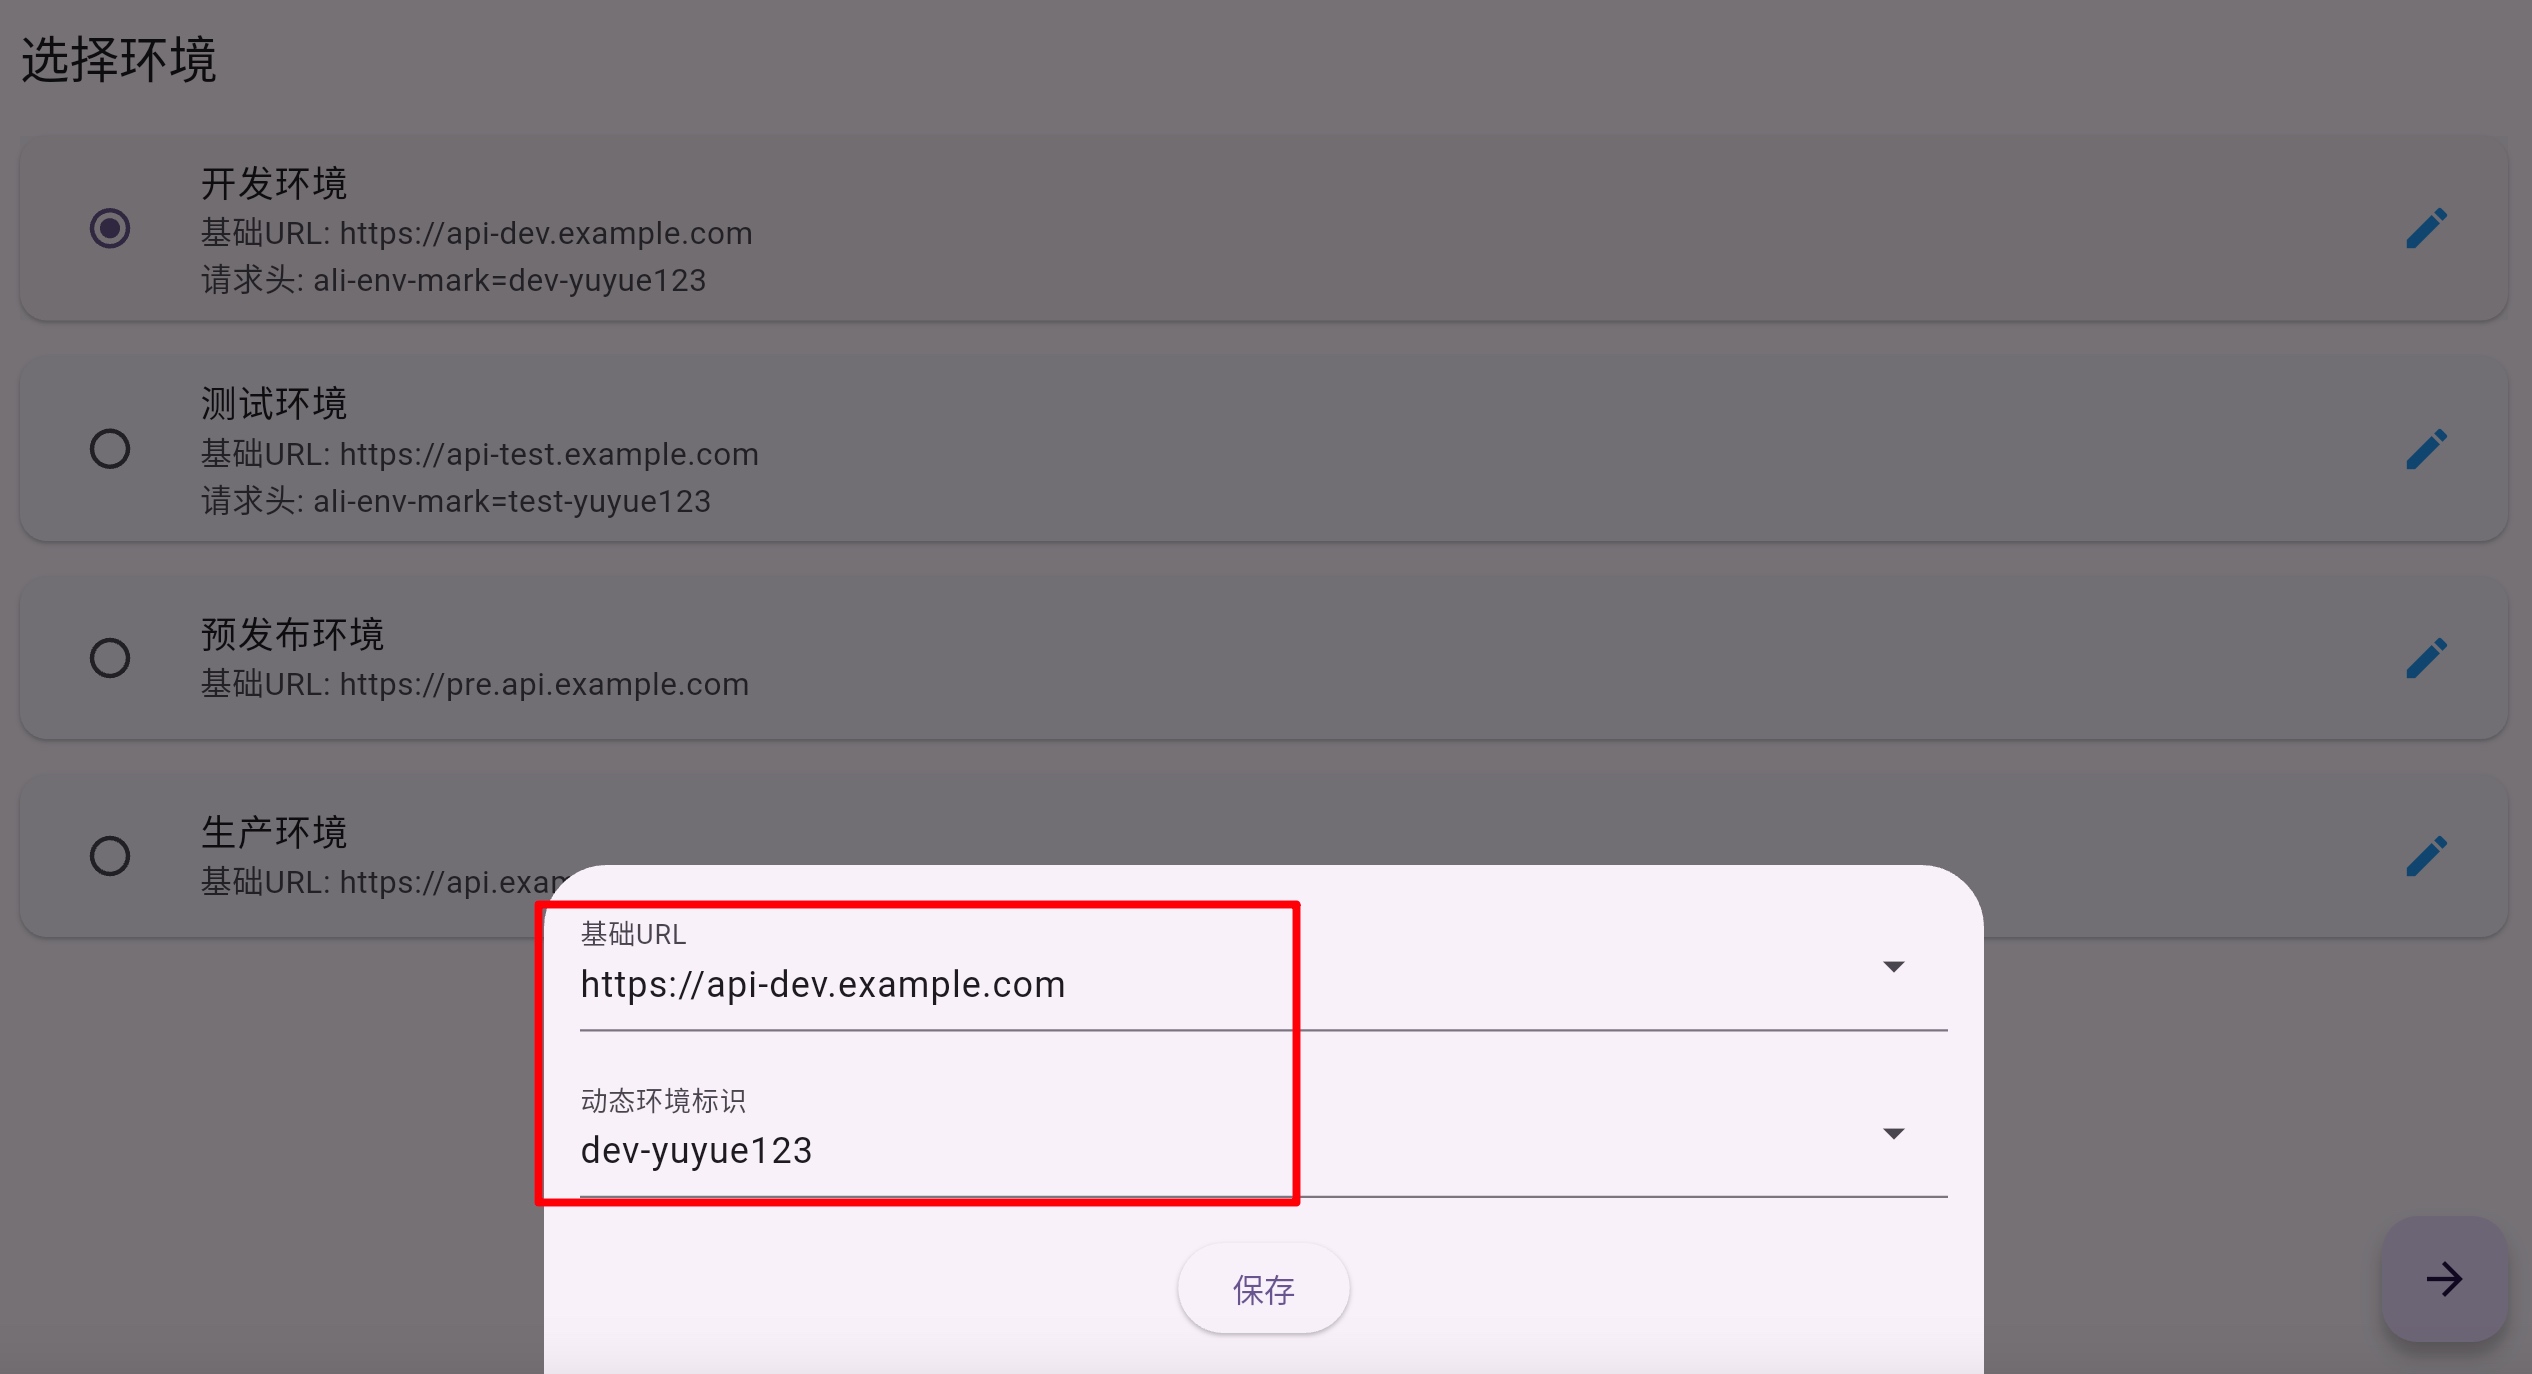 选择环境
开发环境
基础URL: https://api-dev.example.com
请求头: ali-env-mark=dev-yuyue123
测试环境
基础URL: https://api-test.example.com
请求头: ali-env-mark=test-yuyue123
预发布环境
基础URL: https://pre.api.example.com
生产环境
基础URL: https://api.exam
基础URL
https://api-dev.example.com
动态环境标识
dev-yuyue123
保存